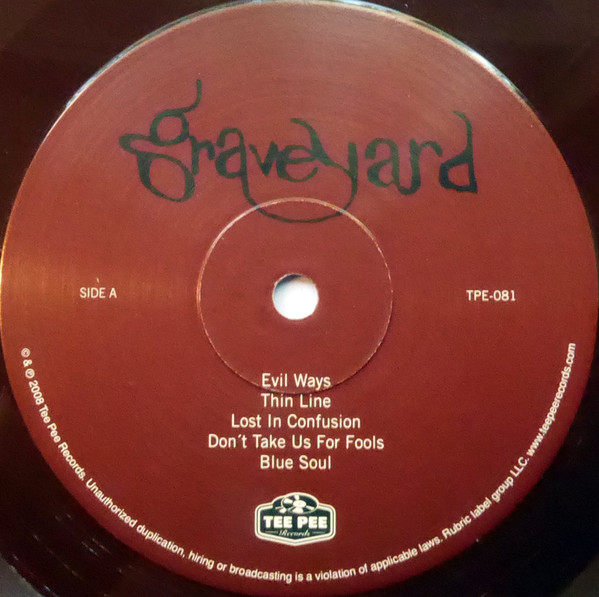 graveyard
SIDE A
TPE-081
Evil Ways
Thin Line
Lost In Confusion
Don´t Take Us For Fools
Blue Soul
TEE PEE
Records
© & ℗ 2008 Tee Pee Records. Unauthorized duplication, hiring or broadcasting is a violation of applicable laws. Rubric label group LLC. www.teepeerecords.com